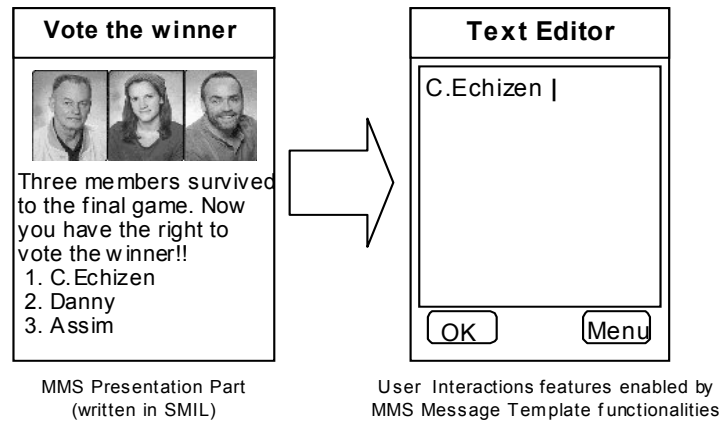 Vote the winner
Three members survived
to the final game. Now
you have the right to
vote the winner!!
1. C.Echizen
2. Danny
3. Assim
MMS Presentation Part
(written in SMIL)
Text Editor
C.Echizen |
OK
Menu
User Interactions features enabled by
MMS Message Template functionalities